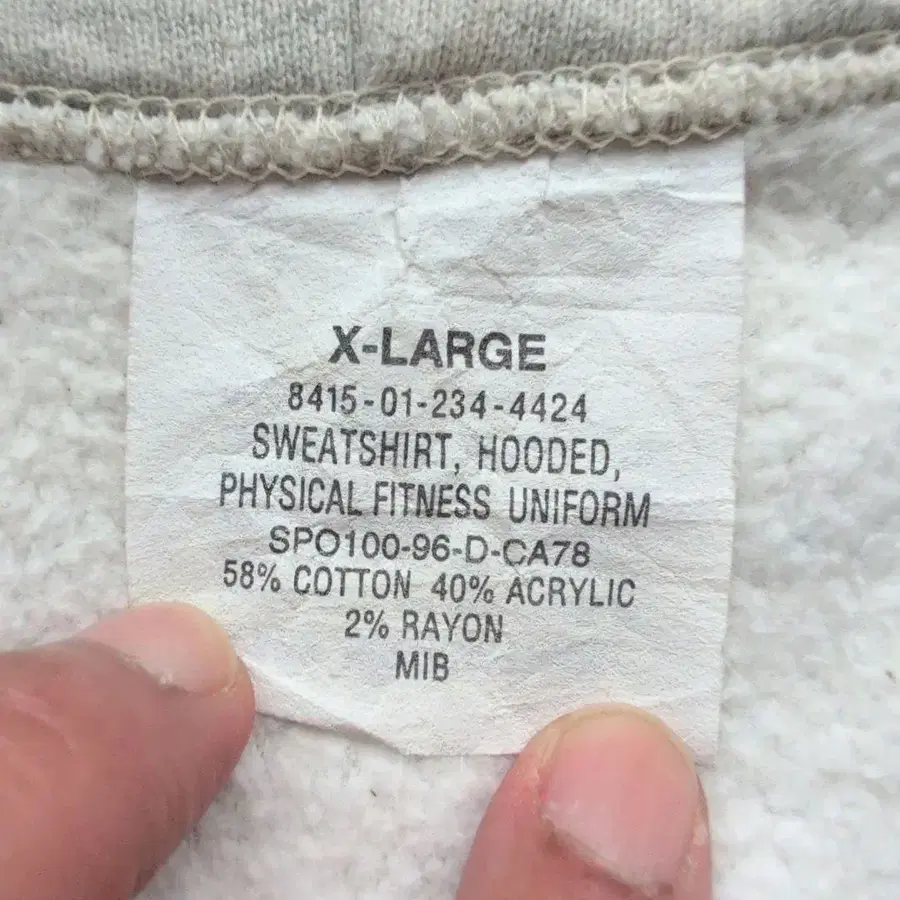 X-LARGE
8415-01-234-4424
SWEATSHIRT, HOODED,
PHYSICAL FITNESS UNIFORM
SPO100-96-D-CA78
58% COTTON 40% ACRYLIC
2% RAYON
MIB